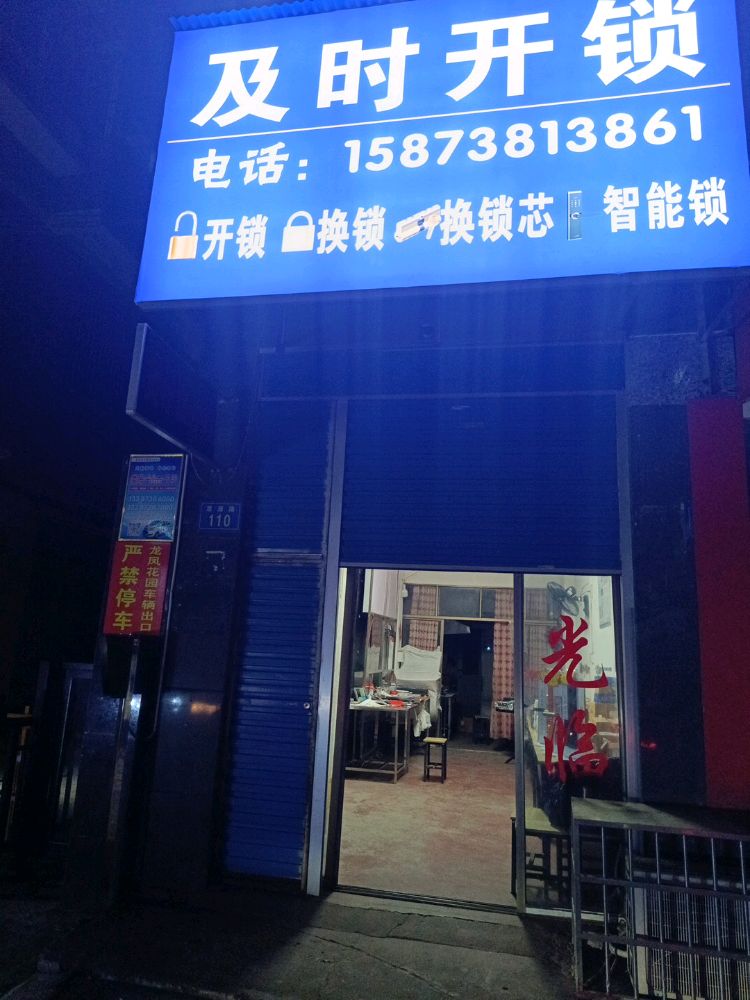 及时开锁
电话：15873813861
开锁 换锁 换锁芯 智能锁
110
严禁停车
龙凤花园车辆出口
光临